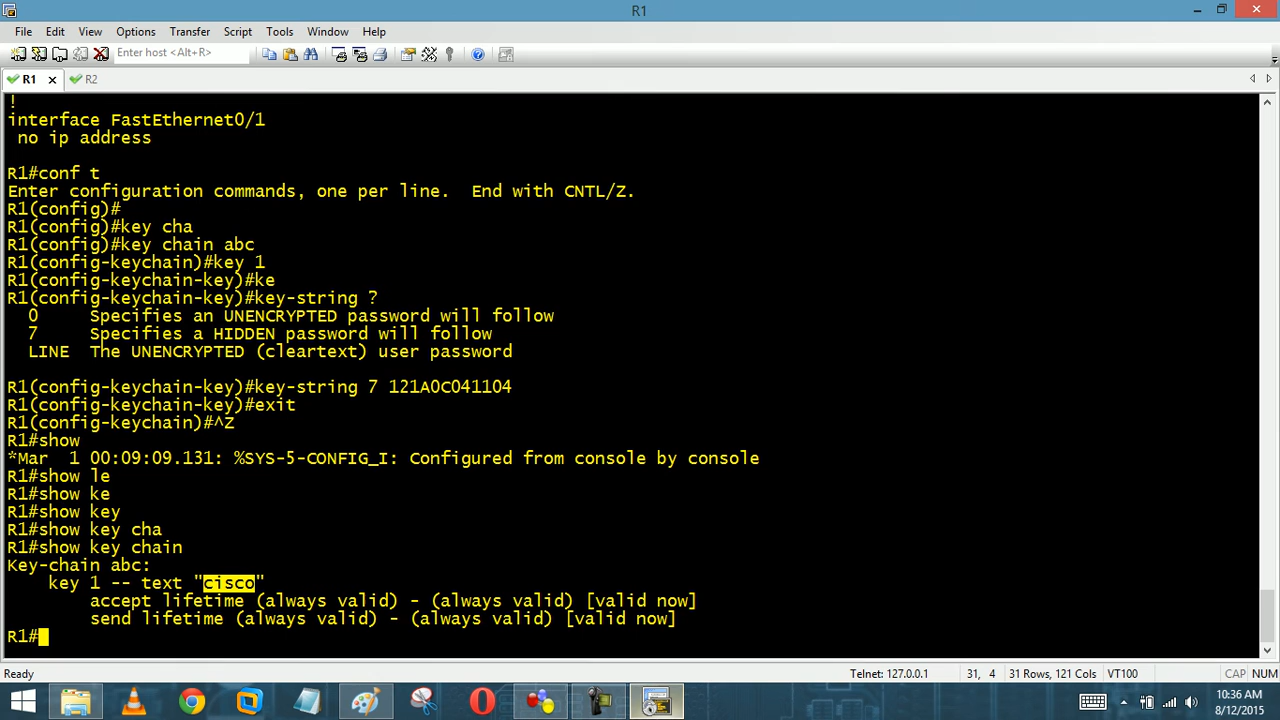 R1
File Edit View Options Transfer Script Tools Window Help
Enter host <Alt+R>
R1 R2
!
interface FastEthernet0/1
 no ip address
R1#conf t
Enter configuration commands, one per line.  End with CNTL/Z.
R1(config)#
R1(config)#key cha
R1(config)#key chain abc
R1(config-keychain)#key 1
R1(config-keychain-key)#ke
R1(config-keychain-key)#key-string ?
  0     Specifies an UNENCRYPTED password will follow
  7     Specifies a HIDDEN password will follow
  LINE  The UNENCRYPTED (cleartext) user password
R1(config-keychain-key)#key-string 7 121A0C041104
R1(config-keychain-key)#exit
R1(config-keychain)#^Z
R1#show
*Mar  1 00:09:09.131: %SYS-5-CONFIG_I: Configured from console by console
R1#show le
R1#show ke
R1#show key
R1#show key cha
R1#show key chain
Key-chain abc:
    key 1 -- text "cisco"
        accept lifetime (always valid) - (always valid) [valid now]
        send lifetime (always valid) - (always valid) [valid now]
R1#
Ready Telnet: 127.0.0.1 31, 4 31 Rows, 121 Cols VT100 CAP NUM
10:36 AM
8/12/2015